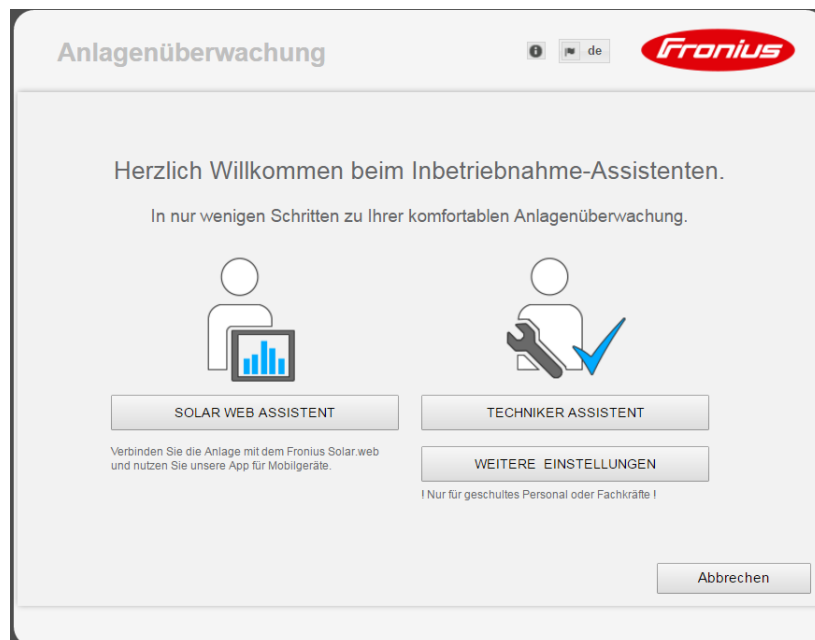 Anlagenüberwachung
de
Fronius
Herzlich Willkommen beim Inbetriebnahme-Assistenten.
In nur wenigen Schritten zu Ihrer komfortablen Anlagenüberwachung.
SOLAR WEB ASSISTENT
Verbinden Sie die Anlage mit dem Fronius Solar.web
und nutzen Sie unsere App für Mobilgeräte.
TECHNIKER ASSISTENT
WEITERE EINSTELLUNGEN
! Nur für geschultes Personal oder Fachkräfte !
Abbrechen